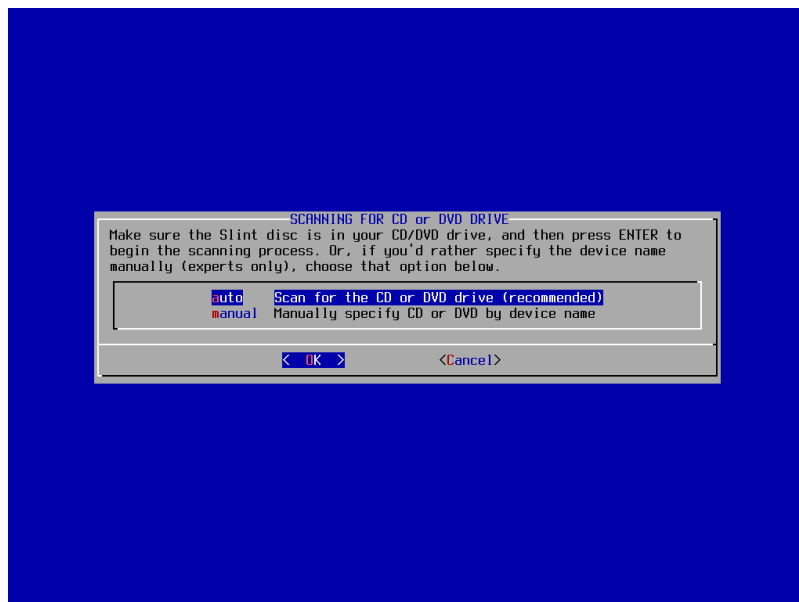 SCANNING FOR CD or DVD DRIVE
Make sure the Slint disc is in your CD/DVD drive, and then press ENTER to
begin the scanning process. Or, if you'd rather specify the device name
manually (experts only), choose that option below.
auto Scan for the CD or DVD drive (recommended)
manual Manually specify CD or DVD by device name
< OK > <Cancel>